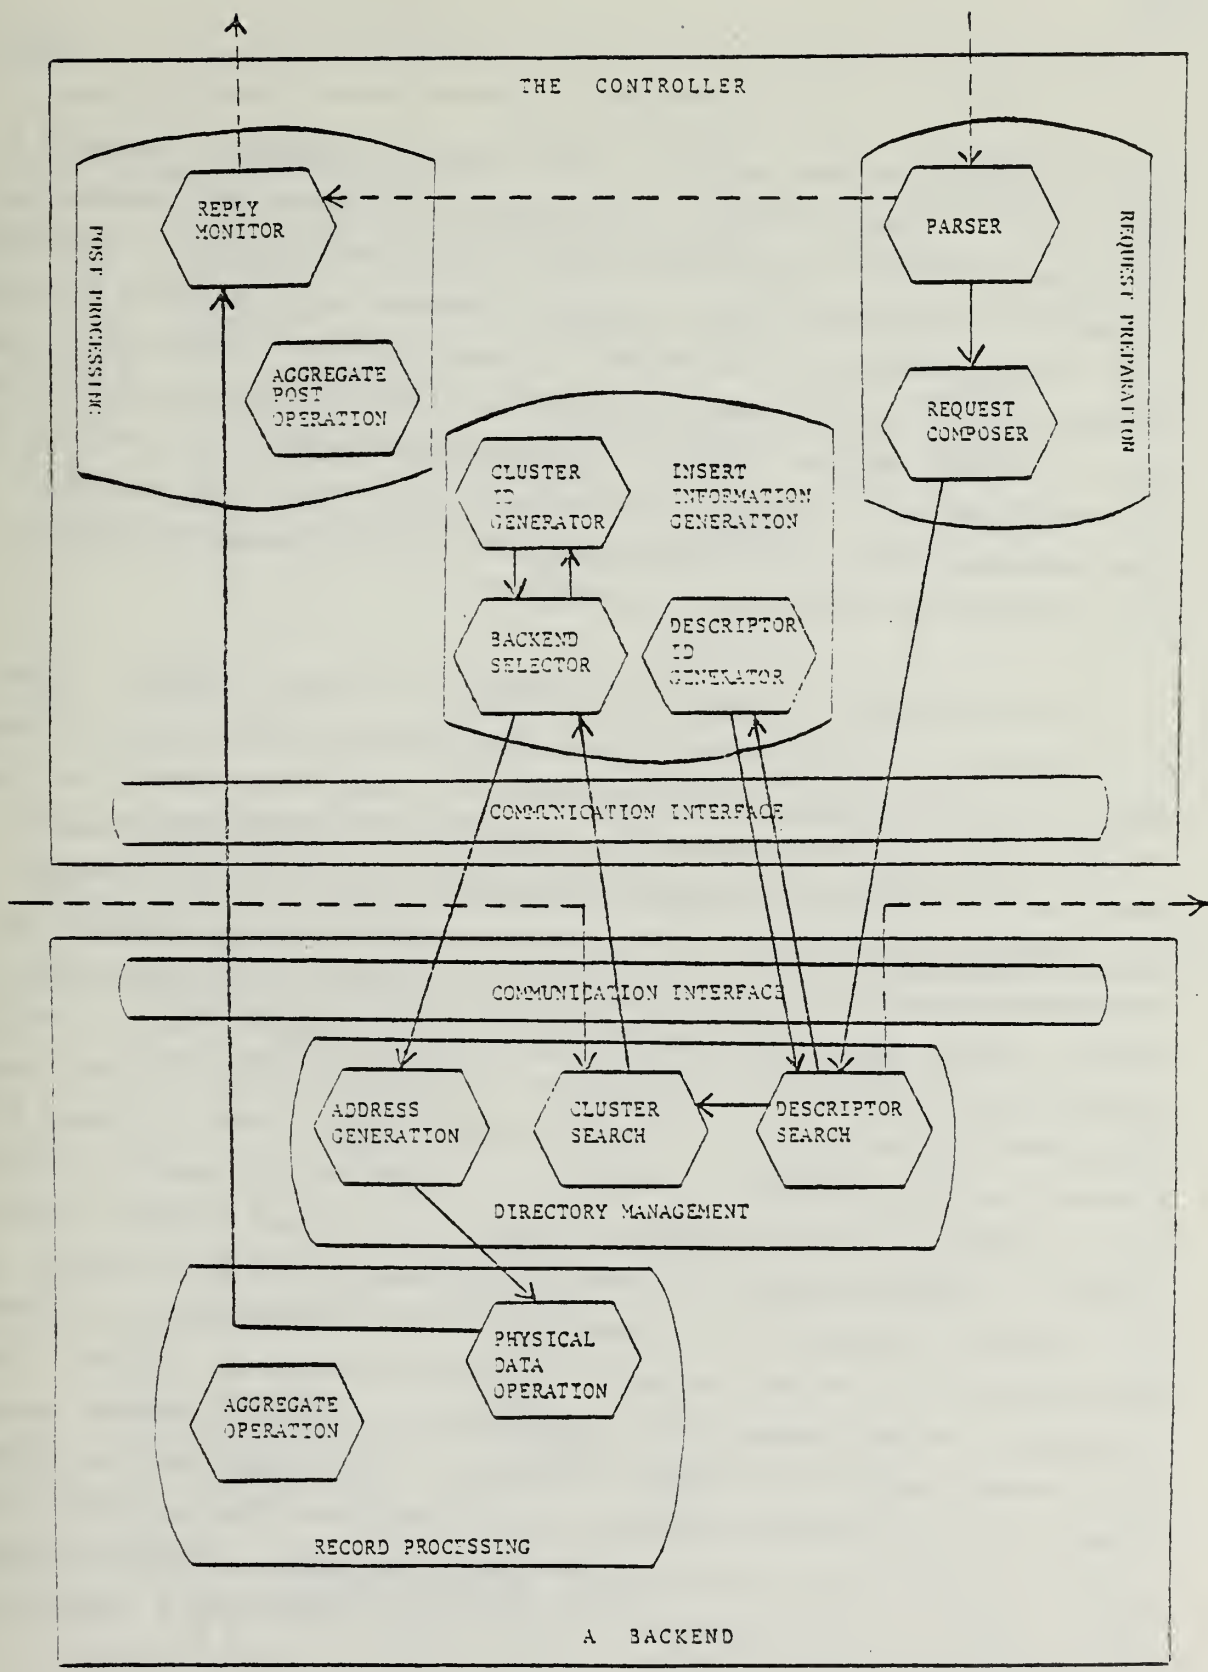 THE CONTROLLER
REPLY
MONITOR
POST PROCESSING
PARSER
REQUEST PREPARATION
AGGREGATE
POST
OPERATION
REQUEST
COMPOSER
CLUSTER
ID
GENERATOR
INSERT
INFORMATION
GENERATION
BACKEND
SELECTOR
DESCRIPTOR
ID
GENERATOR
COMMUNICATION INTERFACE
COMMUNICATION INTERFACE
ADDRESS
GENERATION
CLUSTER
SEARCH
DESCRIPTOR
SEARCH
DIRECTORY MANAGEMENT
PHYSICAL
DATA
OPERATION
AGGREGATE
OPERATION
RECORD PROCESSING
A BACKEND